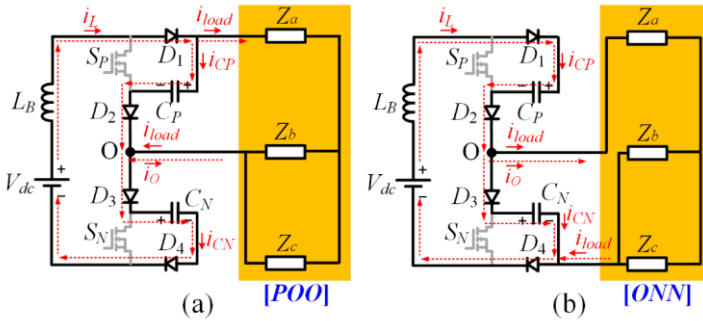 i_L D_1 i_load Z_a
S_P i_CP
− +
L_B D_2 C_P
i_load Z_b
+ O
V_dc i_O
− D_3 C_N
+ −
S_N D_4 i_CN Z_c
(a) [POO]
i_L D_1 Z_a
S_P i_CP
− +
L_B D_2 C_P
i_load Z_b
+ O
V_dc i_O
− D_3 C_N
+ − i_CN
S_N D_4 i_load Z_c
(b) [ONN]